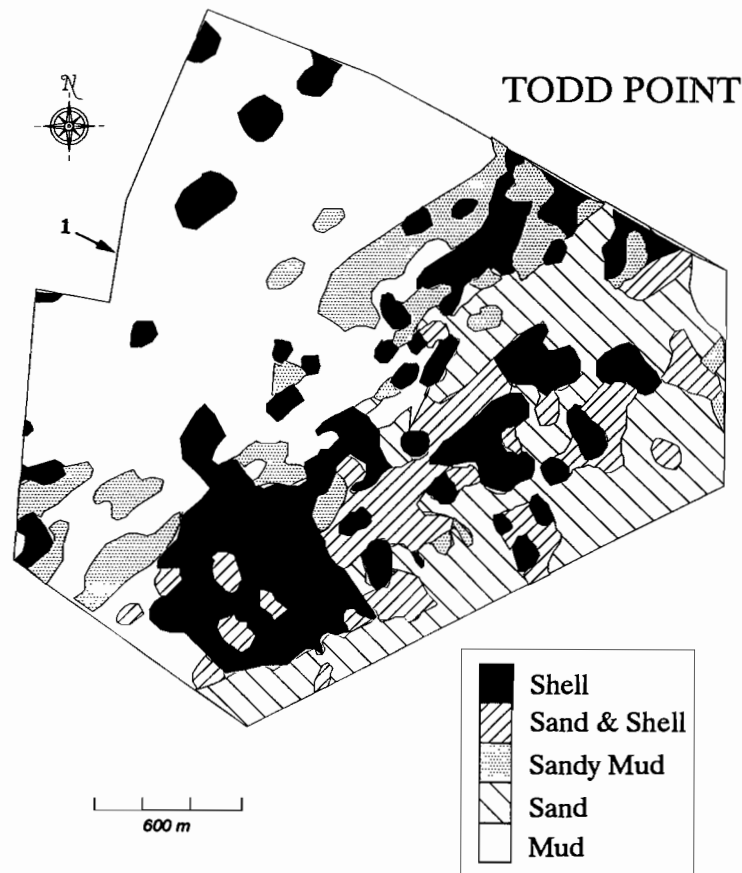 TODD POINT
N
1
Shell
Sand & Shell
Sandy Mud
Sand
Mud
600 m